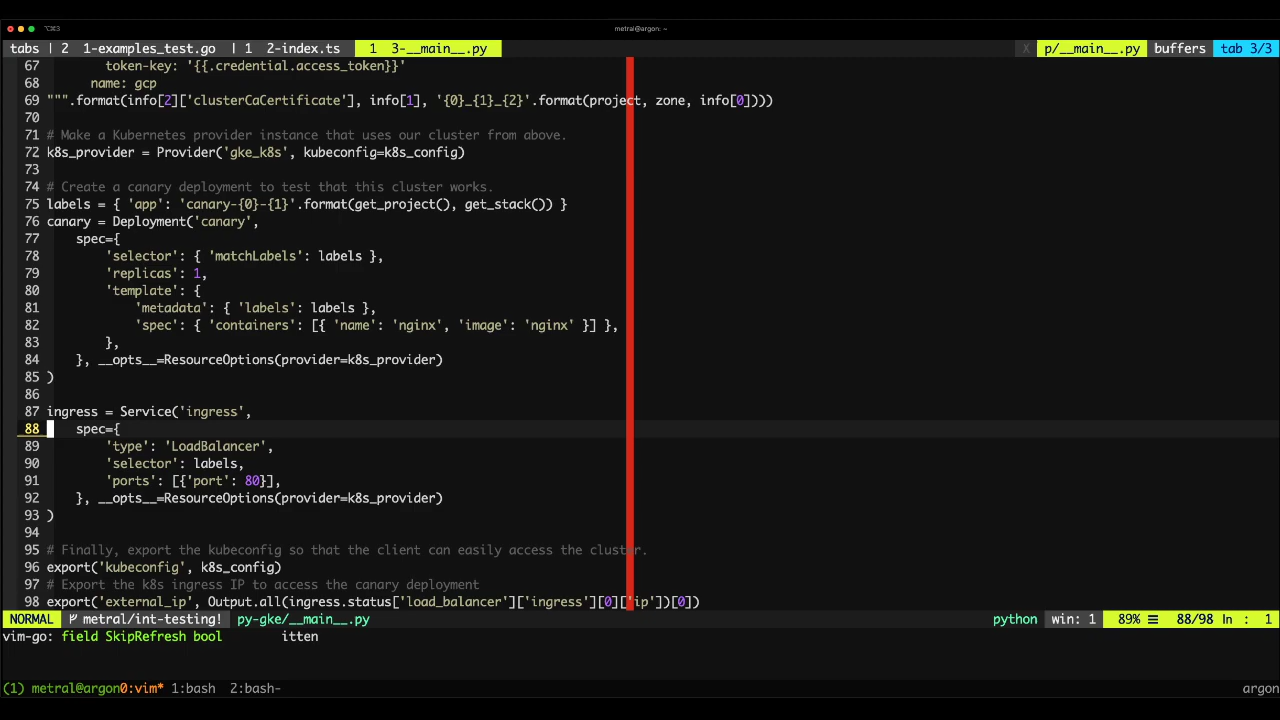 ⌥⌘3 metral@argon: ~
tabs | 2 1-examples_test.go | 1 2-index.ts 1 3-__main__.py X p/__main__.py buffers tab 3/3
67         token-key: '{{.credential.access_token}}'
68       name: gcp
69 """.format(info[2]['clusterCaCertificate'], info[1], '{0}_{1}_{2}'.format(project, zone, info[0])))
70
71 # Make a Kubernetes provider instance that uses our cluster from above.
72 k8s_provider = Provider('gke_k8s', kubeconfig=k8s_config)
73
74 # Create a canary deployment to test that this cluster works.
75 labels = { 'app': 'canary-{0}-{1}'.format(get_project(), get_stack()) }
76 canary = Deployment('canary',
77     spec={
78         'selector': { 'matchLabels': labels },
79         'replicas': 1,
80         'template': {
81             'metadata': { 'labels': labels },
82             'spec': { 'containers': [{ 'name': 'nginx', 'image': 'nginx' }] },
83         },
84     }, __opts__=ResourceOptions(provider=k8s_provider)
85 )
86
87 ingress = Service('ingress',
88     spec={
89         'type': 'LoadBalancer',
90         'selector': labels,
91         'ports': [{'port': 80}],
92     }, __opts__=ResourceOptions(provider=k8s_provider)
93 )
94
95 # Finally, export the kubeconfig so that the client can easily access the cluster.
96 export('kubeconfig', k8s_config)
97 # Export the k8s ingress IP to access the canary deployment
98 export('external_ip', Output.all(ingress.status['load_balancer']['ingress'][0]['ip'])[0])
NORMAL metral/int-testing! py-gke/__main__.py python win: 1 89% ☰ 88/98 ln : 1
vim-go: field SkipRefresh bool itten
(1) metral@argon0:vim* 1:bash 2:bash- argon